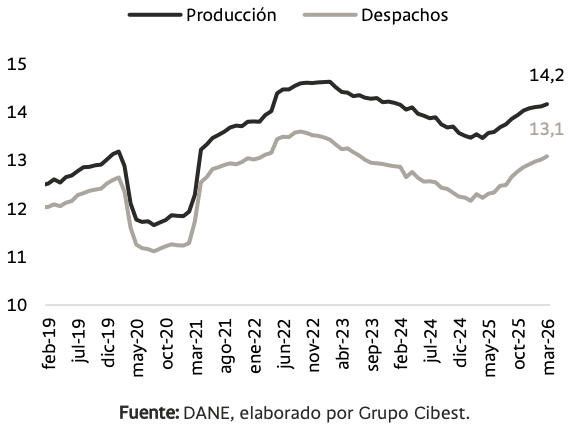 Producción Despachos
15
14
13
12
11
10
14,2
13,1
feb-19
jul-19
dic-19
may-20
oct-20
mar-21
ago-21
ene-22
jun-22
nov-22
abr-23
sep-23
feb-24
jul-24
dic-24
may-25
oct-25
mar-26
Fuente: DANE, elaborado por Grupo Cibest.